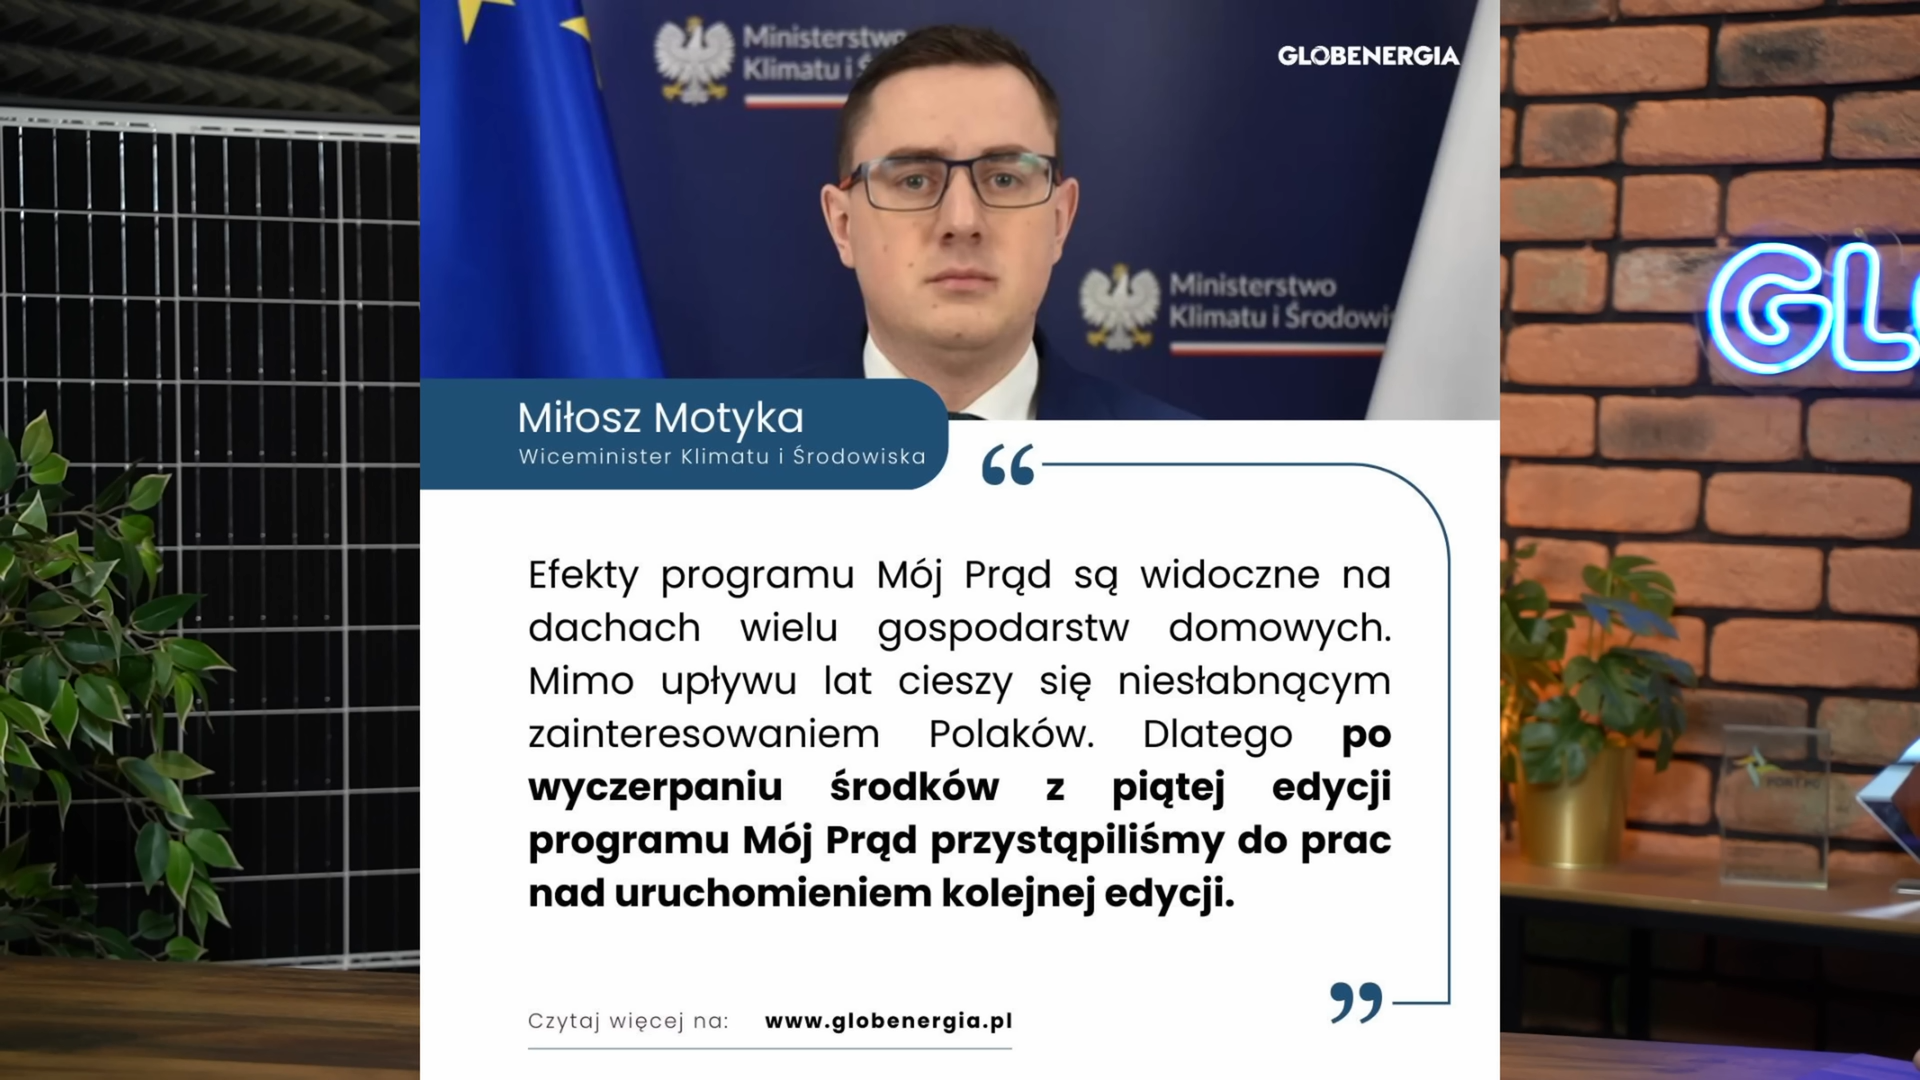 Ministerstwo
Klimatu i
GLOBENERGIA
Ministerstwo
Klimatu i Środowi
GL
Miłosz Motyka
Wiceminister Klimatu i Środowiska
“
Efekty programu Mój Prąd są widoczne na
dachach wielu gospodarstw domowych.
Mimo upływu lat cieszy się niesłabnącym
zainteresowaniem Polaków. Dlatego po
wyczerpaniu środków z piątej edycji
programu Mój Prąd przystąpiliśmy do prac
nad uruchomieniem kolejnej edycji.
”
Czytaj więcej na: www.globenergia.pl